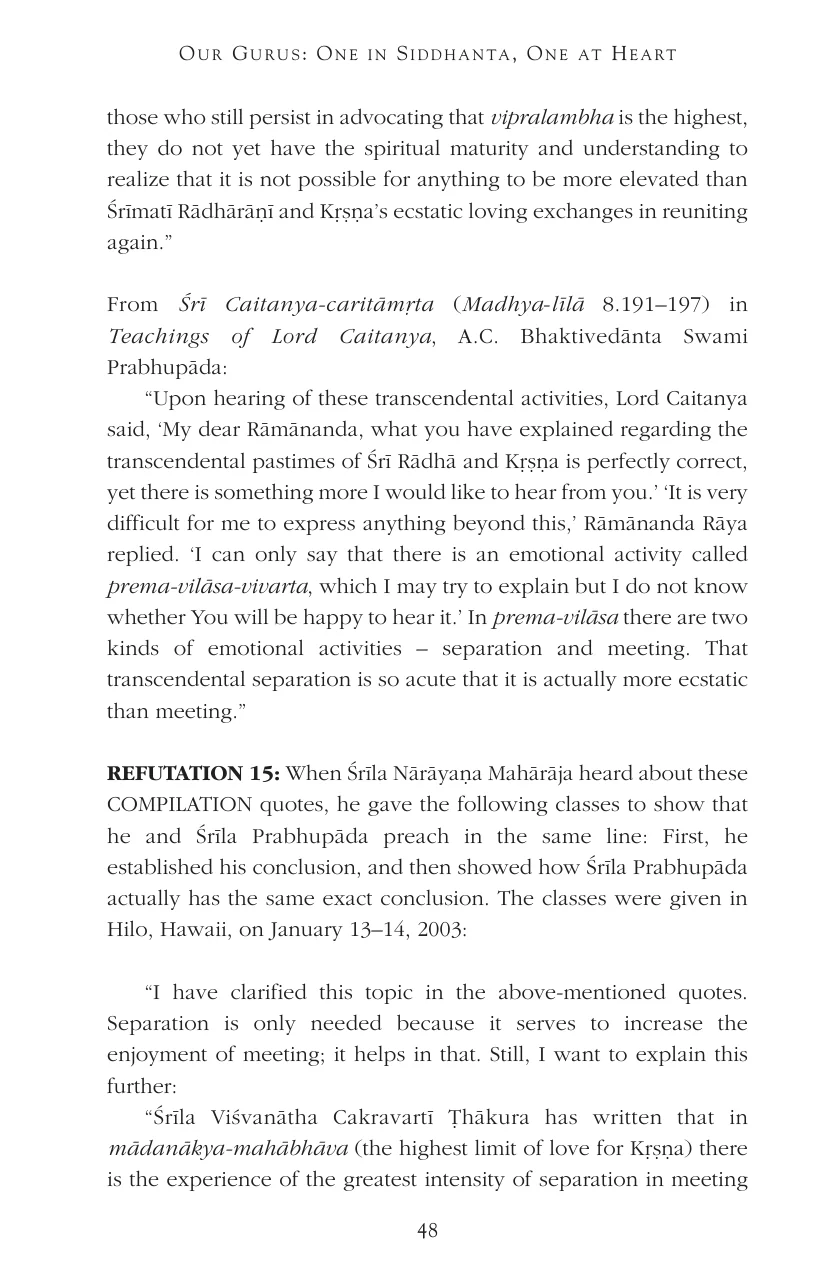 OUR GURUS: ONE IN SIDDHANTA, ONE AT HEART
those who still persist in advocating that vipralambha is the highest,
they do not yet have the spiritual maturity and understanding to
realize that it is not possible for anything to be more elevated than
Śrīmatī Rādhārāṇī and Kṛṣṇa’s ecstatic loving exchanges in reuniting
again.”
From Śrī Caitanya-caritāmṛta (Madhya-līlā 8.191–197) in
Teachings of Lord Caitanya, A.C. Bhaktivedānta Swami
Prabhupāda:
“Upon hearing of these transcendental activities, Lord Caitanya
said, ‘My dear Rāmānanda, what you have explained regarding the
transcendental pastimes of Śrī Rādhā and Kṛṣṇa is perfectly correct,
yet there is something more I would like to hear from you.’ ‘It is very
difficult for me to express anything beyond this,’ Rāmānanda Rāya
replied. ‘I can only say that there is an emotional activity called
prema-vilāsa-vivarta, which I may try to explain but I do not know
whether You will be happy to hear it.’ In prema-vilāsa there are two
kinds of emotional activities – separation and meeting. That
transcendental separation is so acute that it is actually more ecstatic
than meeting.”
REFUTATION 15: When Śrīla Nārāyaṇa Mahārāja heard about these
COMPILATION quotes, he gave the following classes to show that
he and Śrīla Prabhupāda preach in the same line: First, he
established his conclusion, and then showed how Śrīla Prabhupāda
actually has the same exact conclusion. The classes were given in
Hilo, Hawaii, on January 13–14, 2003:
“I have clarified this topic in the above-mentioned quotes.
Separation is only needed because it serves to increase the
enjoyment of meeting; it helps in that. Still, I want to explain this
further:
“Śrīla Viśvanātha Cakravartī Ṭhākura has written that in
mādanākya-mahābhāva (the highest limit of love for Kṛṣṇa) there
is the experience of the greatest intensity of separation in meeting
48